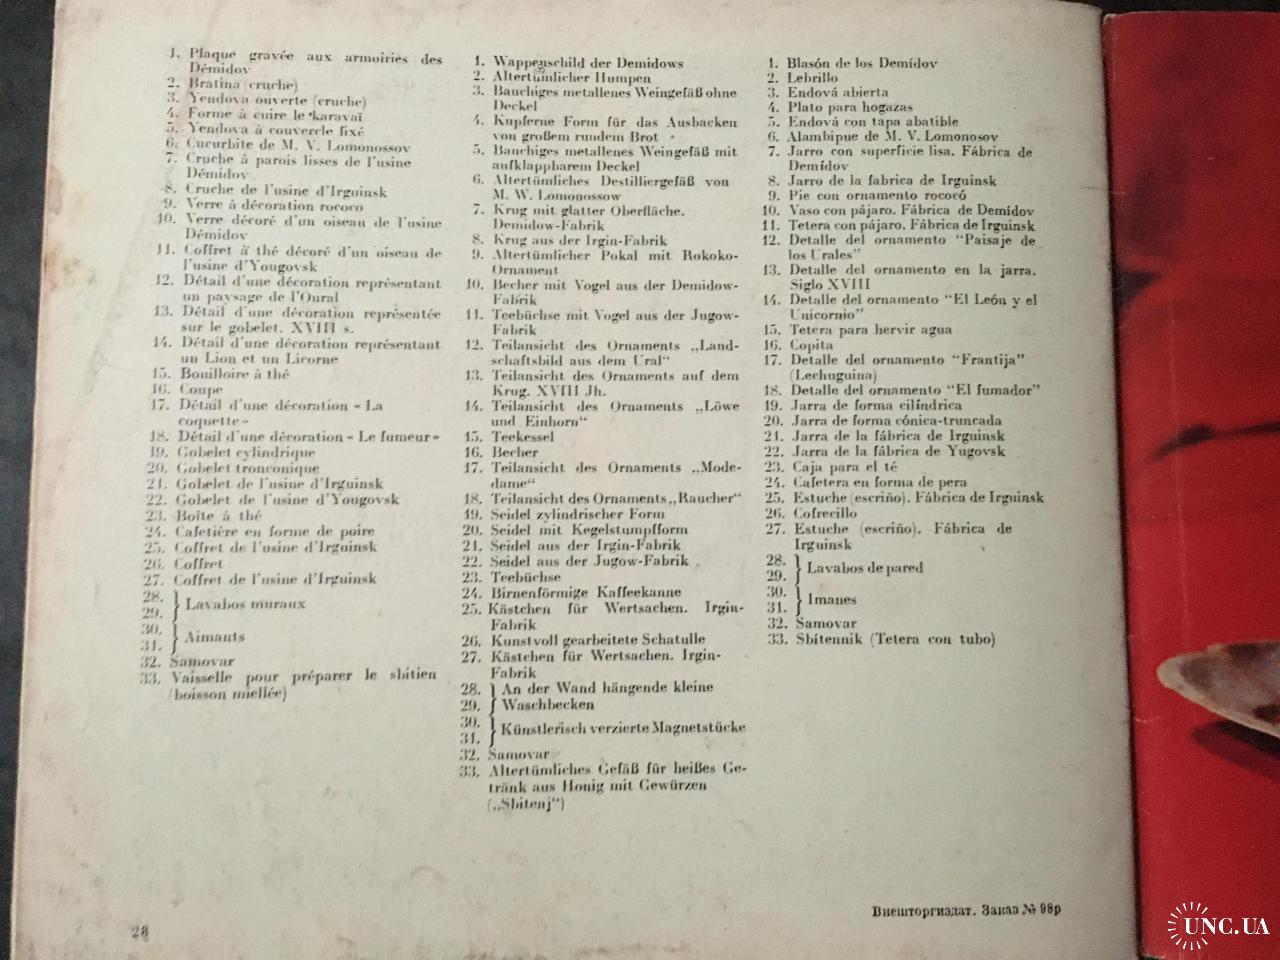 1. Plaque gravée aux armoiries des
Démidov
2. Bratina (cruche)
3. Yendova ouverte (cruche)
4. Forme à cuire le karavaï
5. Yendova à couvercle fixé
6. Cucurbite de M. V. Lomonossov
7. Cruche à parois lisses de l'usine
Démidov
8. Cruche de l'usine d'Irguinsk
9. Verre à décoration rococo
10. Verre décoré d'un oiseau de l'usine
Démidov
11. Coffret à thé décoré d'un oiseau de
l'usine d'Yougovsk
12. Détail d'une décoration représentant
un paysage de l'Oural
13. Détail d'une décoration représentée
sur le gobelet. XVIII s.
14. Détail d'une décoration représentant
un Lion et un Licorne
15. Bouilloire à thé
16. Coupe
17. Détail d'une décoration «La
coquette»
18. Détail d'une décoration «Le fumeur»
19. Gobelet cylindrique
20. Gobelet tronconique
21. Gobelet de l'usine d'Irguinsk
22. Gobelet de l'usine d'Yougovsk
23. Boîte à thé
24. Cafetière en forme de poire
25. Coffret de l'usine d'Irguinsk
26. Coffret
27. Coffret de l'usine d'Irguinsk
28.
29. } Lavabos muraux
30.
31. } Aimants
32. Samovar
33. Vaisselle pour préparer le sbitien
(boisson miellée)
1. Wappenschild der Demidows
2. Altertümlicher Humpen
3. Bauchiges metallenes Weingefäß ohne
Deckel
4. Kupferne Form für das Ausbacken
von großem rundem Brot
5. Bauchiges metallenes Weingefäß mit
aufklappbarem Deckel
6. Altertümliches Destilliergefäß von
M. W. Lomonossow
7. Krug mit glatter Oberfläche.
Demidow-Fabrik
8. Krug aus der Irgin-Fabrik
9. Altertümlicher Pokal mit Rokoko-
Ornament
10. Becher mit Vogel aus der Demidow-
Fabrik
11. Teebüchse mit Vogel aus der Jugow-
Fabrik
12. Teilansicht des Ornaments „Land-
schaftsbild aus dem Ural“
13. Teilansicht des Ornaments auf dem
Krug. XVIII Jh.
14. Teilansicht des Ornaments „Löwe
und Einhorn“
15. Teekessel
16. Becher
17. Teilansicht des Ornaments „Mode-
dame“
18. Teilansicht des Ornaments „Raucher“
19. Seidel zylindrischer Form
20. Seidel mit Kegelstumpfform
21. Seidel aus der Irgin-Fabrik
22. Seidel aus der Jugow-Fabrik
23. Teebüchse
24. Birnenförmige Kaffeekanne
25. Kästchen für Wertsachen. Irgin-
Fabrik
26. Kunstvoll gearbeitete Schatulle
27. Kästchen für Wertsachen. Irgin-
Fabrik
28. } An der Wand hängende kleine
29. Waschbecken
30.
31. } Künstlerisch verzierte Magnetstücke
32. Samovar
33. Altertümliches Gefäß für heißes Ge-
tränk aus Honig mit Gewürzen
(„Sbitenj“)
1. Blasón de los Demídov
2. Lebrillo
3. Endová abierta
4. Plato para hogazas
5. Endová con tapa abatible
6. Alambipue de M. V. Lomonosov
7. Jarro con superficie lisa. Fábrica de
Demídov
8. Jarro de la fabrica de Irguinsk
9. Pie con ornamento rococó
10. Vaso con pájaro. Fábrica de Demídov
11. Tetera con pájaro. Fábrica de Irguinsk
12. Detalle del ornamento “Paisaje de
los Urales”
13. Detalle del ornamento en la jarra.
Siglo XVIII
14. Detalle del ornamento “El León y el
Unicornio”
15. Tetera para hervir agua
16. Copita
17. Detalle del ornamento “Frantija”
(Lechuguina)
18. Detalle del ornamento “El fumador”
19. Jarra de forma cilíndrica
20. Jarra de forma cónica-truncada
21. Jarra de la fábrica de Irguinsk
22. Jarra de la fábrica de Yugovsk
23. Caja para el té
24. Cafetera en forma de pera
25. Estuche (escriño). Fábrica de Irguinsk
26. Cofrecillo
27. Estuche (escriño). Fábrica de
Irguinsk
28.
29. } Lavabos de pared
30.
31. } Imanes
32. Samovar
33. Sbítennik (Tetera con tubo)
Внешторгиздат. Заказ № 98р
28
UNC.UA